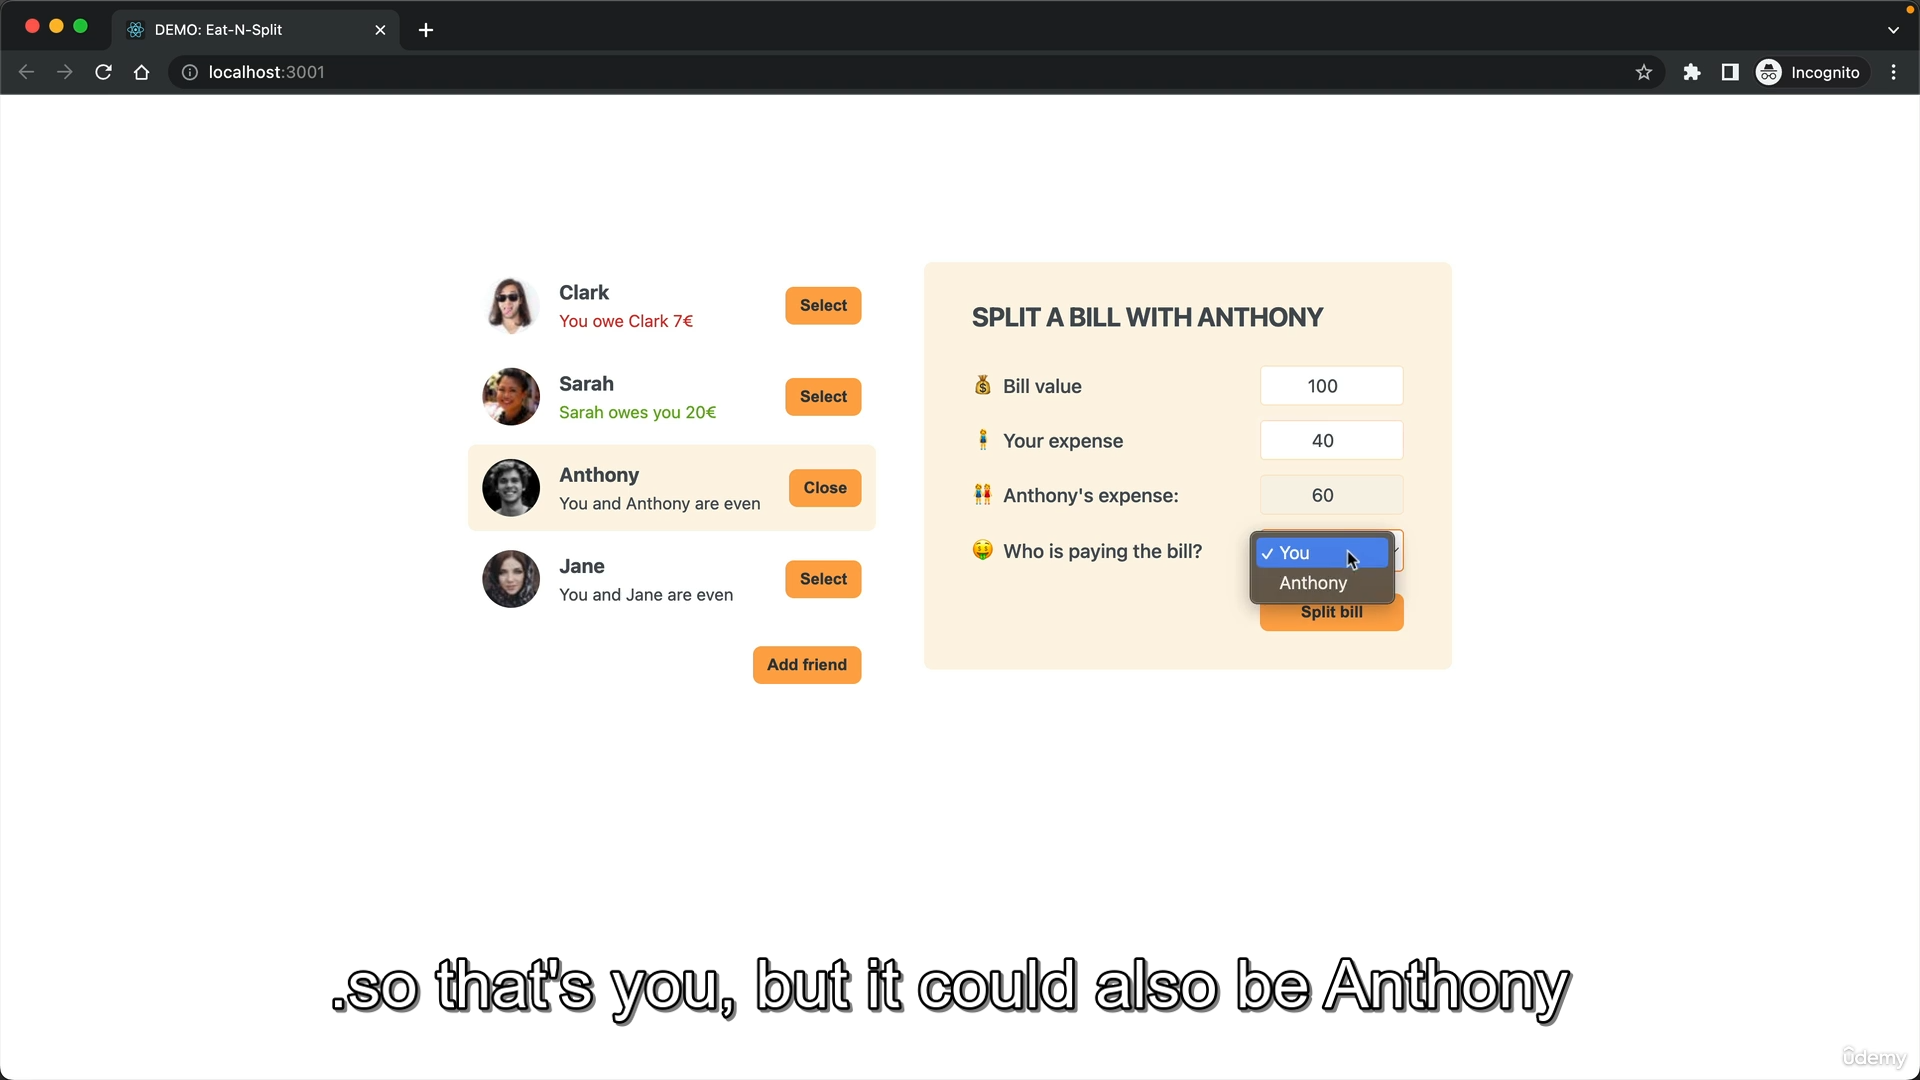 DEMO: Eat-N-Split
localhost:3001
Incognito
Clark
You owe Clark 7€
Select
Sarah
Sarah owes you 20€
Select
Anthony
You and Anthony are even
Close
Jane
You and Jane are even
Select
Add friend
SPLIT A BILL WITH ANTHONY
💰 Bill value
100
🧍‍♀️ Your expense
40
👫 Anthony's expense:
60
🤑 Who is paying the bill?
✓ You
Anthony
Split bill
.so that's you, but it could also be Anthony
ûdemy